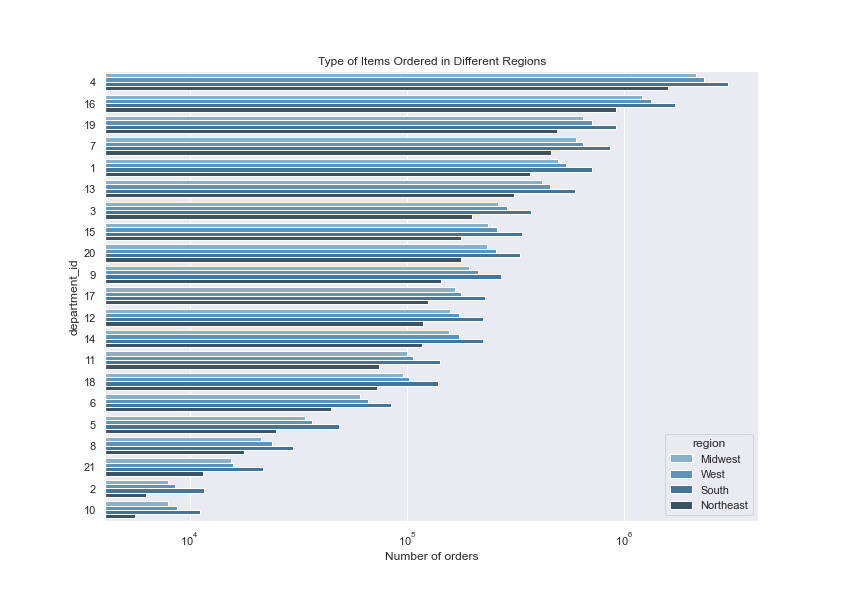 Type of Items Ordered in Different Regions
department_id
4
16
19
7
1
13
3
15
20
9
17
12
14
11
18
6
5
8
21
2
10
region
Midwest
West
South
Northeast
10⁴ 10⁵ 10⁶
Number of orders